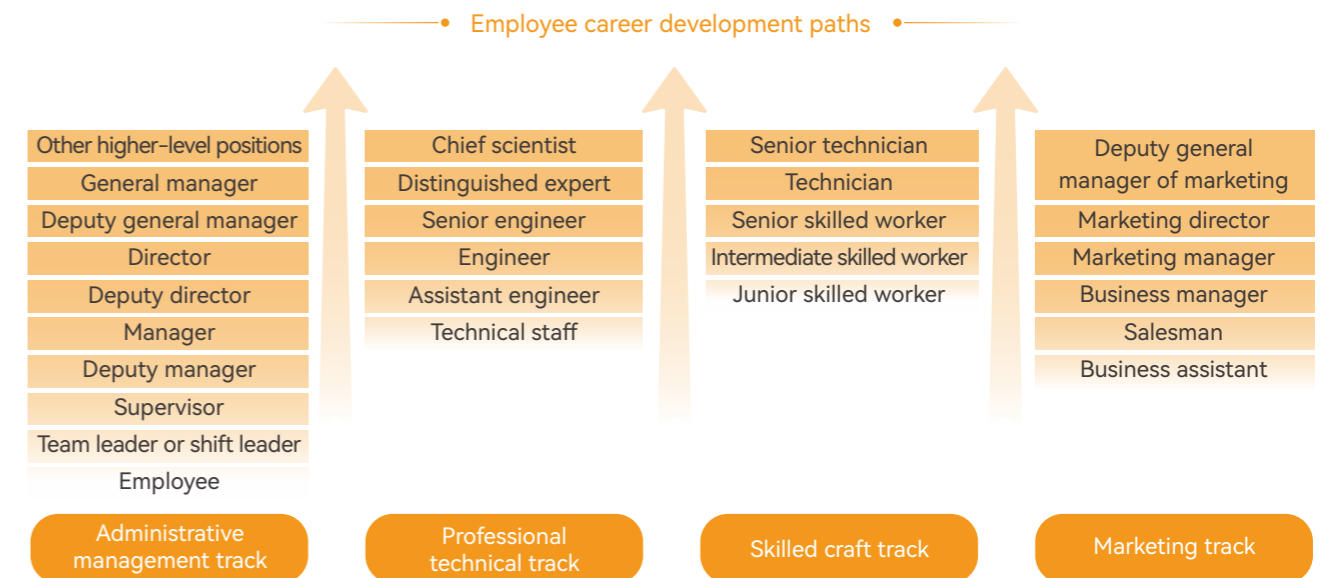 Employee career development paths
Other higher-level positions
General manager
Deputy general manager
Director
Deputy director
Manager
Deputy manager
Supervisor
Team leader or shift leader
Employee
Administrative
management track
Chief scientist
Distinguished expert
Senior engineer
Engineer
Assistant engineer
Technical staff
Professional
technical track
Senior technician
Technician
Senior skilled worker
Intermediate skilled worker
Junior skilled worker
Skilled craft track
Deputy general
manager of marketing
Marketing director
Marketing manager
Business manager
Salesman
Business assistant
Marketing track